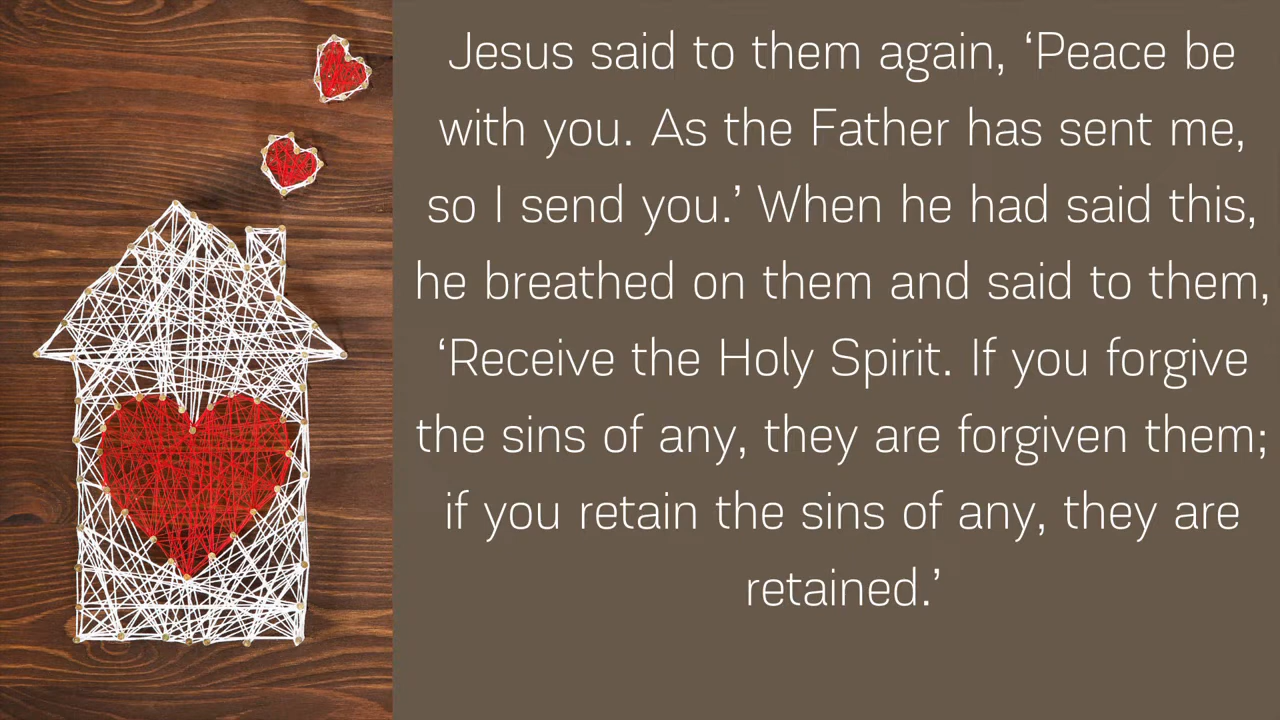 Jesus said to them again, ‘Peace be
with you. As the Father has sent me,
so I send you.’ When he had said this,
he breathed on them and said to them,
‘Receive the Holy Spirit. If you forgive
the sins of any, they are forgiven them;
if you retain the sins of any, they are
retained.’